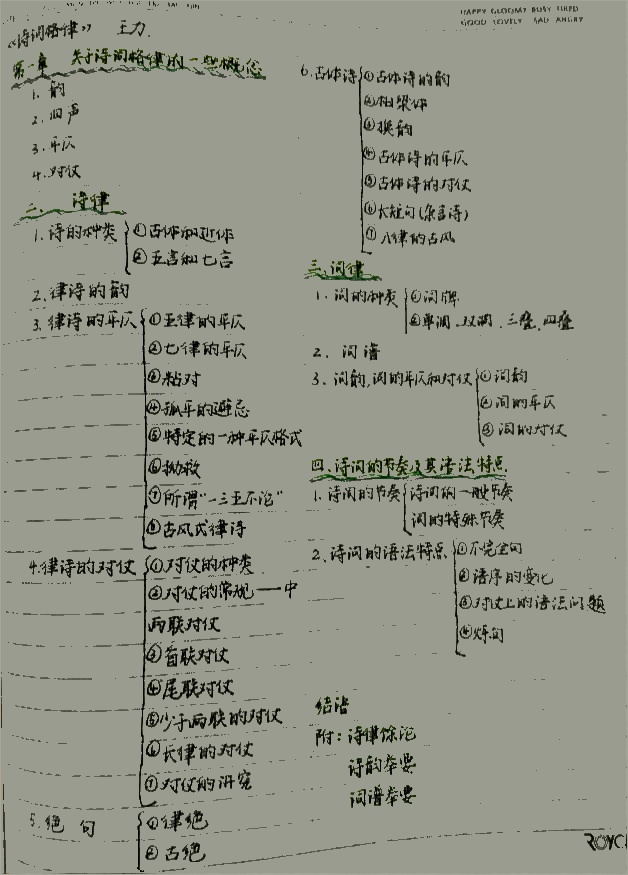 HAPPY GLOOMY BUSY TIRED
GOOD LOVELY SAD ANGRY
《诗词格律》 王力.
第一章 关于诗词格律的一些概念
1. 韵
2. 四声
3. 平仄
4. 对仗
二、诗律
1. 诗的种类 ①古体和近体
②五言和七言
2. 律诗的韵
3. 律诗的平仄 ①五律的平仄
②七律的平仄
③粘对
④孤平的避忌
⑤特定的一种平仄格式
⑥拗救
⑦所谓"一三五不论"
⑧古风式律诗
4. 律诗的对仗 ①对仗的种类
②对仗的常规——中
两联对仗
③首联对仗
④尾联对仗
⑤少于两联的对仗
⑥长律的对仗
⑦对仗的讲究
5. 绝句 ①律绝
②古绝
6. 古体诗 ①古体诗的韵
②柏梁体
③换韵
④古体诗的平仄
⑤古体诗的对仗
⑥长短句(杂言诗)
⑦入律的古风
三、词律
1. 词的种类 ①词牌
②单调、双调、三叠、四叠
2. 词谱
3. 词韵,词的平仄和对仗 ①词韵
②词的平仄
③词的对仗
四、诗词的节奏及其语法特点.
1. 诗词的节奏 诗词的一般节奏
词的特殊节奏
2. 诗词的语法特点 ①不完全句
②语序的变化
③对仗上的语法问题
④炼句
结语
附:诗律余论
诗韵举要
词谱举要
ROYC